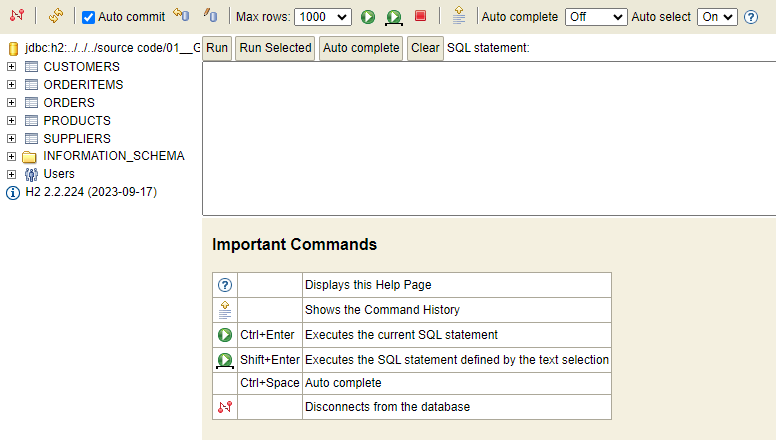 Auto commit Max rows: 1000 Auto complete Off Auto select On
jdbc:h2:../../../source code/01__G
CUSTOMERS
ORDERITEMS
ORDERS
PRODUCTS
SUPPLIERS
INFORMATION_SCHEMA
Users
H2 2.2.224 (2023-09-17)
Run Run Selected Auto complete Clear SQL statement:
Important Commands
Displays this Help Page
Shows the Command History
Ctrl+Enter Executes the current SQL statement
Shift+Enter Executes the SQL statement defined by the text selection
Ctrl+Space Auto complete
Disconnects from the database